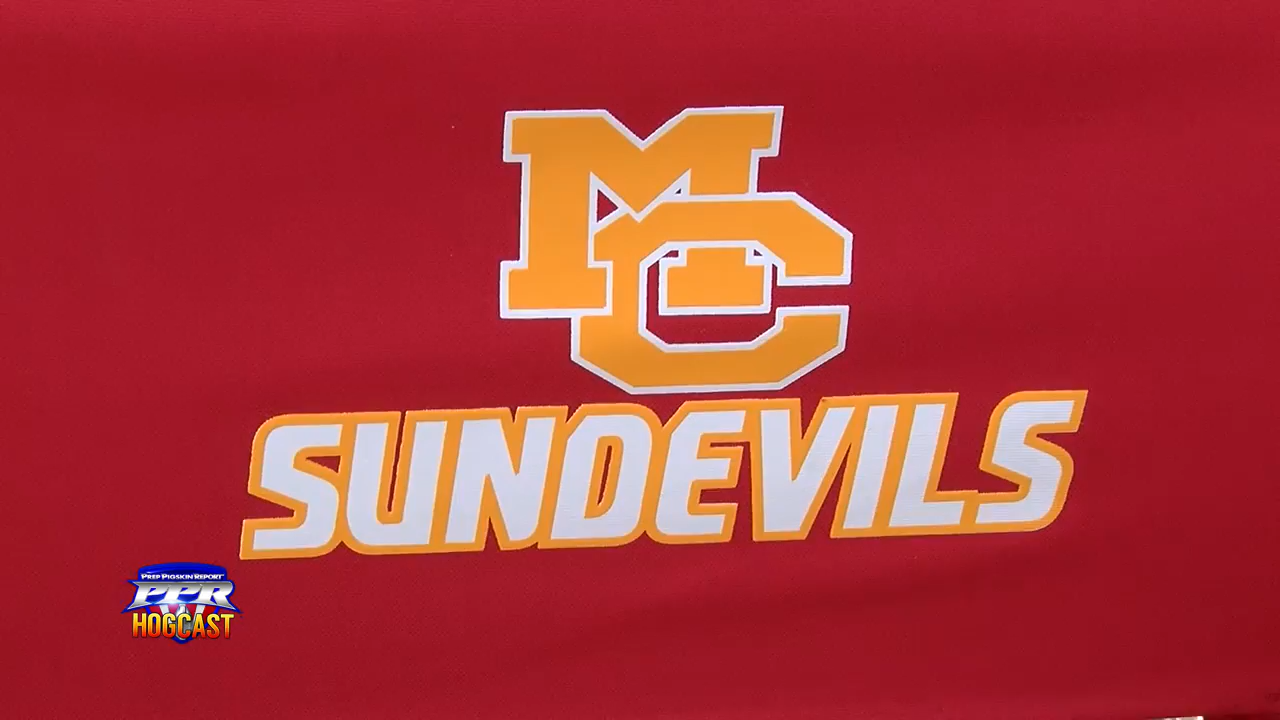 MC
SUNDEVILS
PREP PIGSKIN REPORT
PPR
HOGCAST